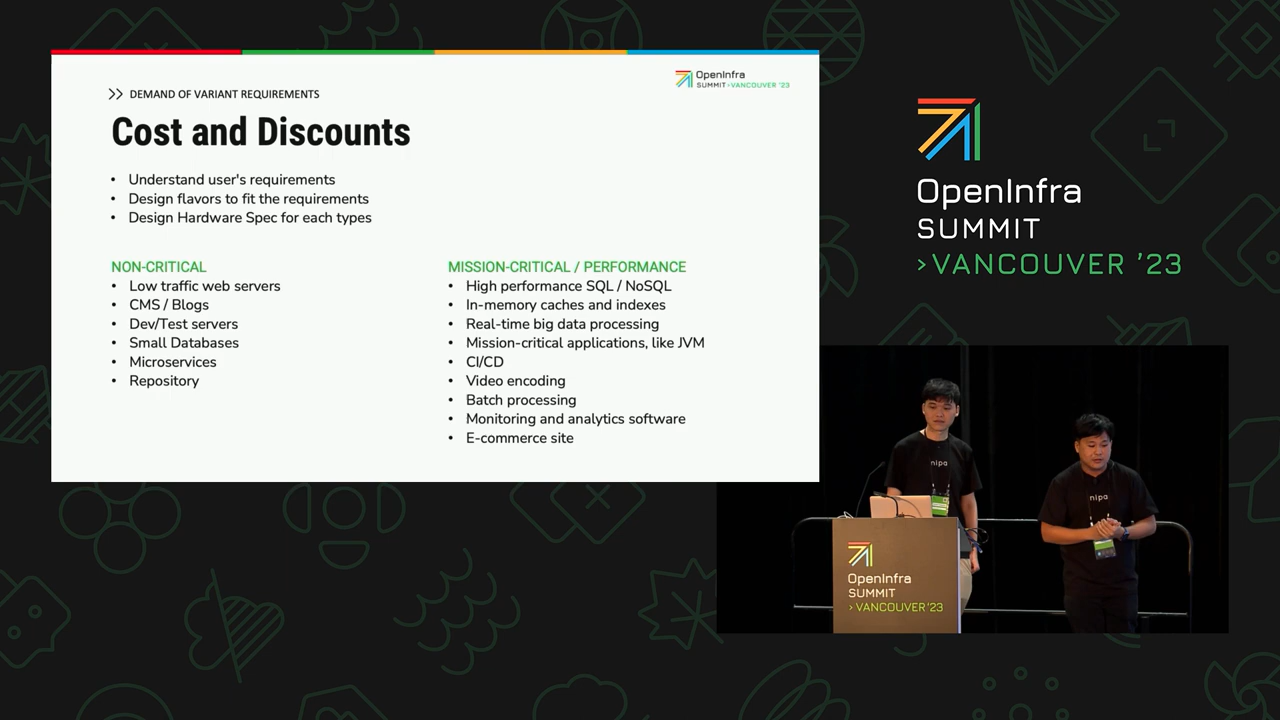 OpenInfra
SUMMIT >VANCOUVER '23
DEMAND OF VARIANT REQUIREMENTS
Cost and Discounts
• Understand user's requirements
• Design flavors to fit the requirements
• Design Hardware Spec for each types
NON-CRITICAL
• Low traffic web servers
• CMS / Blogs
• Dev/Test servers
• Small Databases
• Microservices
• Repository
MISSION-CRITICAL / PERFORMANCE
• High performance SQL / NoSQL
• In-memory caches and indexes
• Real-time big data processing
• Mission-critical applications, like JVM
• CI/CD
• Video encoding
• Batch processing
• Monitoring and analytics software
• E-commerce site
OpenInfra
SUMMIT
>VANCOUVER '23
nipa
nipa
OpenInfra
SUMMIT
>VANCOUVER '23